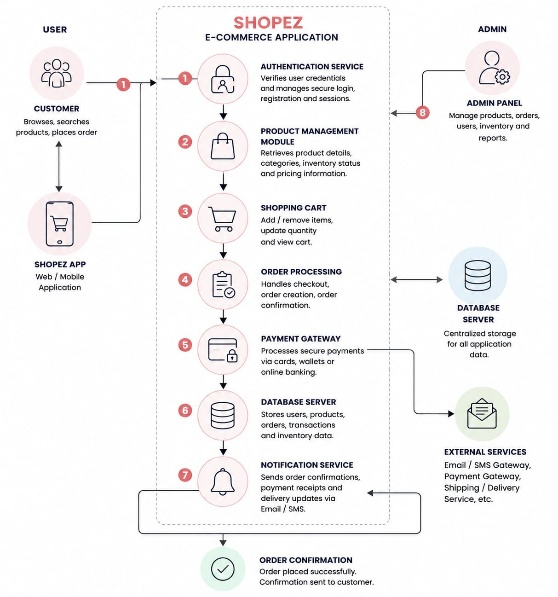 SHOPEZ
E-COMMERCE APPLICATION
USER
CUSTOMER
Browses, searches
products, places order
SHOPEZ APP
Web / Mobile
Application
1
1
AUTHENTICATION SERVICE
Verifies user credentials
and manages secure login,
registration and sessions.
2
PRODUCT MANAGEMENT
MODULE
Retrieves product details,
categories, inventory status
and pricing information.
3
SHOPPING CART
Add / remove items,
update quantity
and view cart.
4
ORDER PROCESSING
Handles checkout,
order creation, order
confirmation.
5
PAYMENT GATEWAY
Processes secure payments
via cards, wallets or
online banking.
6
DATABASE SERVER
Stores users, products,
orders, transactions
and inventory data.
7
NOTIFICATION SERVICE
Sends order confirmations,
payment receipts and
delivery updates via
Email / SMS.
ORDER CONFIRMATION
Order placed successfully.
Confirmation sent to customer.
ADMIN
8
ADMIN PANEL
Manage products, orders,
users, inventory and
reports.
DATABASE
SERVER
Centralized storage
for all application
data.
EXTERNAL SERVICES
Email / SMS Gateway,
Payment Gateway,
Shipping / Delivery
Service, etc.